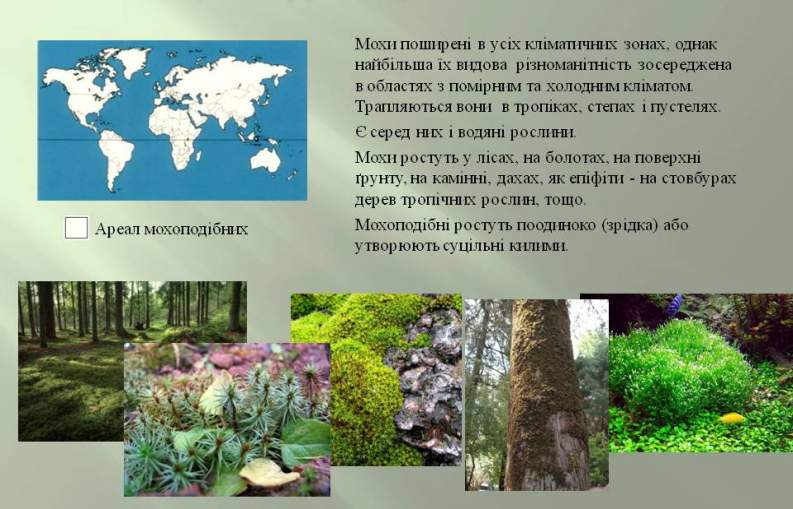 Мохи поширені в усіх кліматичних зонах, однак
найбільша їх видова різноманітність зосереджена
в областях з помірним та холодним кліматом.
Трапляються вони в тропіках, степах і пустелях.
Є серед них і водяні рослини.
Мохи ростуть у лісах, на болотах, на поверхні
ґрунту, на камінні, дахах, як епіфіти - на стовбурах
дерев тропічних рослин, тощо.
Мохоподібні ростуть поодиноко (зрідка) або
утворюють суцільні килими.
Ареал мохоподібних